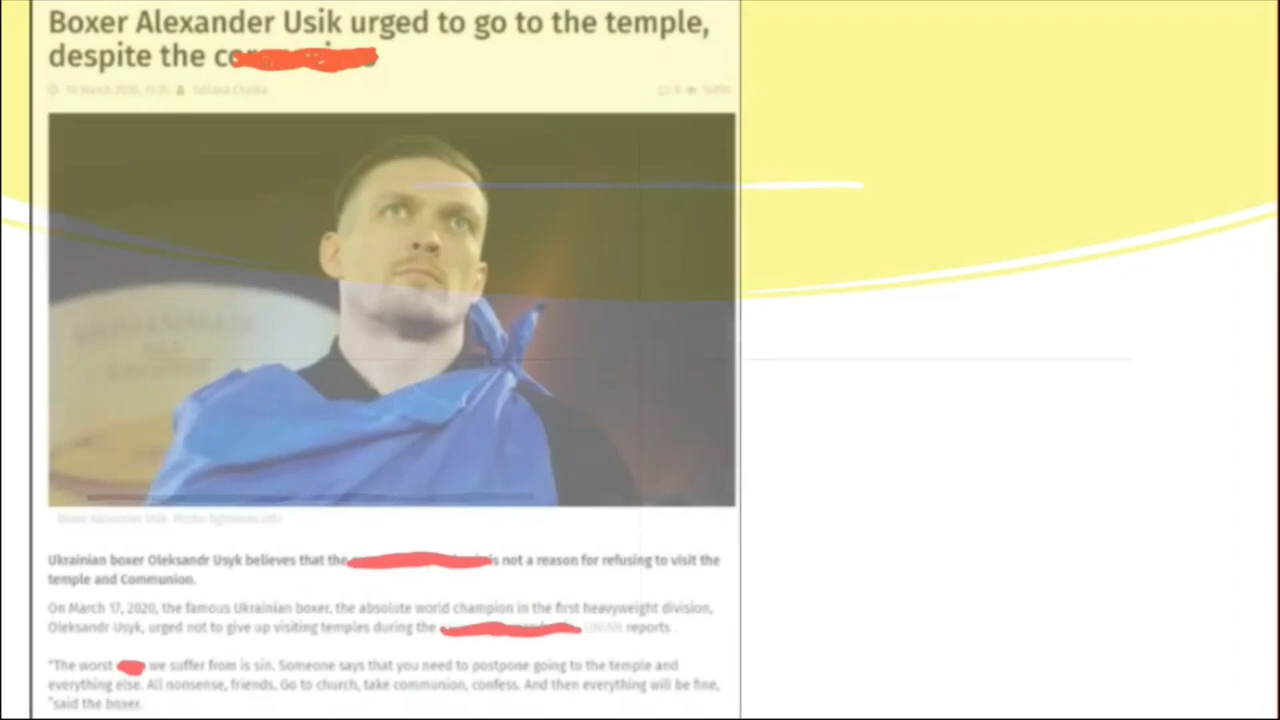 Boxer Alexander Usik urged to go to the temple,
despite the
Boxer Alexander Usik. Photo:
Ukrainian boxer Oleksandr Usyk believes that the is not a reason for refusing to visit the
temple and Communion.
On March 17, 2020, the famous Ukrainian boxer, the absolute world champion in the first heavyweight division,
Oleksandr Usyk, urged not to give up visiting temples during the UNIAN reports .
"The worst we suffer from is sin. Someone says that you need to postpone going to the temple and
everything else. All nonsense, friends. Go to church, take communion, confess. And then everything will be fine,
"said the boxer.